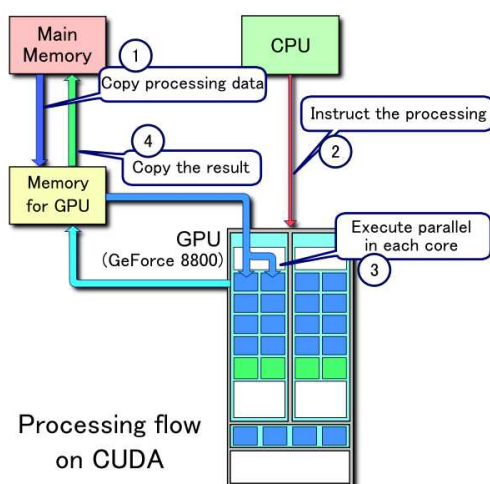 Main
Memory
CPU
1
Copy processing data
Instruct the processing
2
4
Copy the result
Memory
for GPU
GPU
(GeForce 8800)
Execute parallel
in each core
3
Processing flow
on CUDA